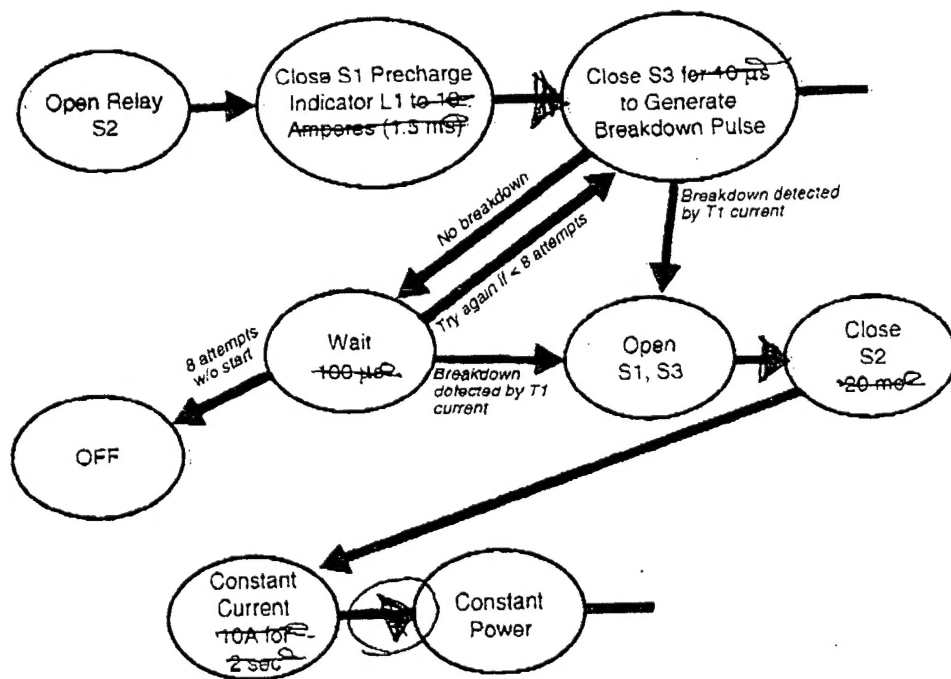 Open Relay
S2
Close S1 Precharge
Indicator L1 to 10
Amperes (1.5 ms)
Close S3 for 10 µs
to Generate
Breakdown Pulse
No breakdown
Try again if < 8 attempts
Breakdown detected
by T1 current
8 attempts
w/o start
Wait
100 µs
Breakdown
detected by T1
current
Open
S1, S3
Close
S2
20 ms
OFF
Constant
Current
10A for
2 sec
Constant
Power